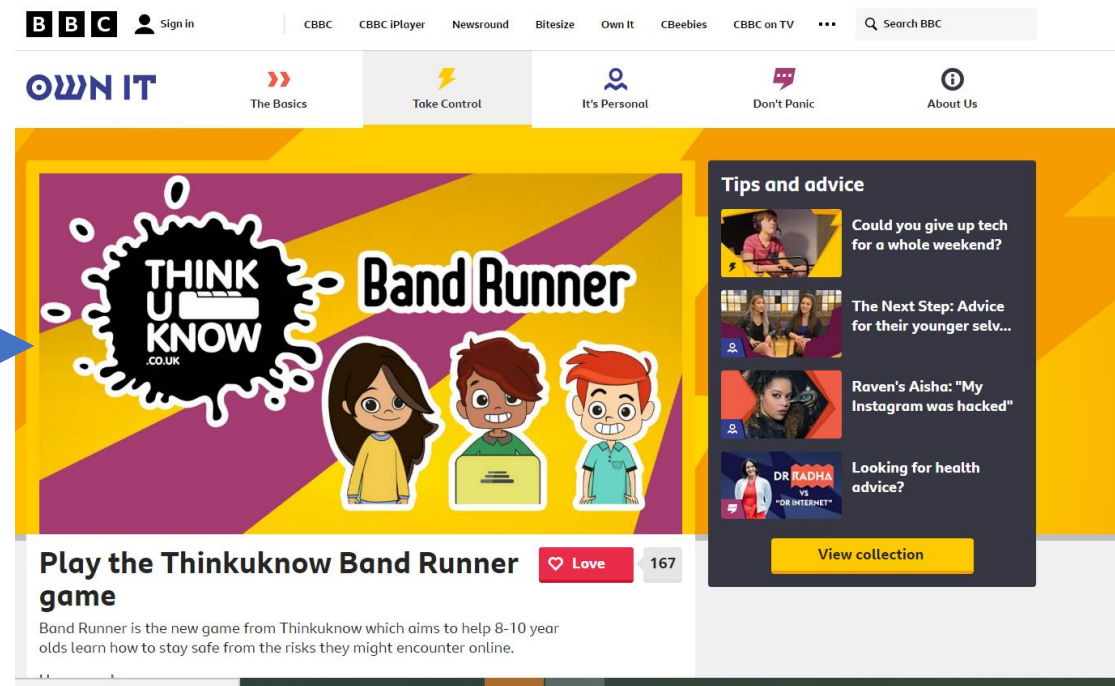 BBC
Sign in
CBBC
CBBC iPlayer
Newsround
Bitesize
Own It
CBeebies
CBBC on TV
Search BBC
OWN IT
The Basics
Take Control
It's Personal
Don't Panic
About Us
THINK
U
KNOW
.CO.UK
Band Runner
Play the Thinkuknow Band Runner
game
Love
167
Band Runner is the new game from Thinkuknow which aims to help 8-10 year
olds learn how to stay safe from the risks they might encounter online.
Tips and advice
Could you give up tech
for a whole weekend?
The Next Step: Advice
for their younger selv...
Raven's Aisha: "My
Instagram was hacked"
DR RADHA
VS
"DR INTERNET"
Looking for health
advice?
View collection